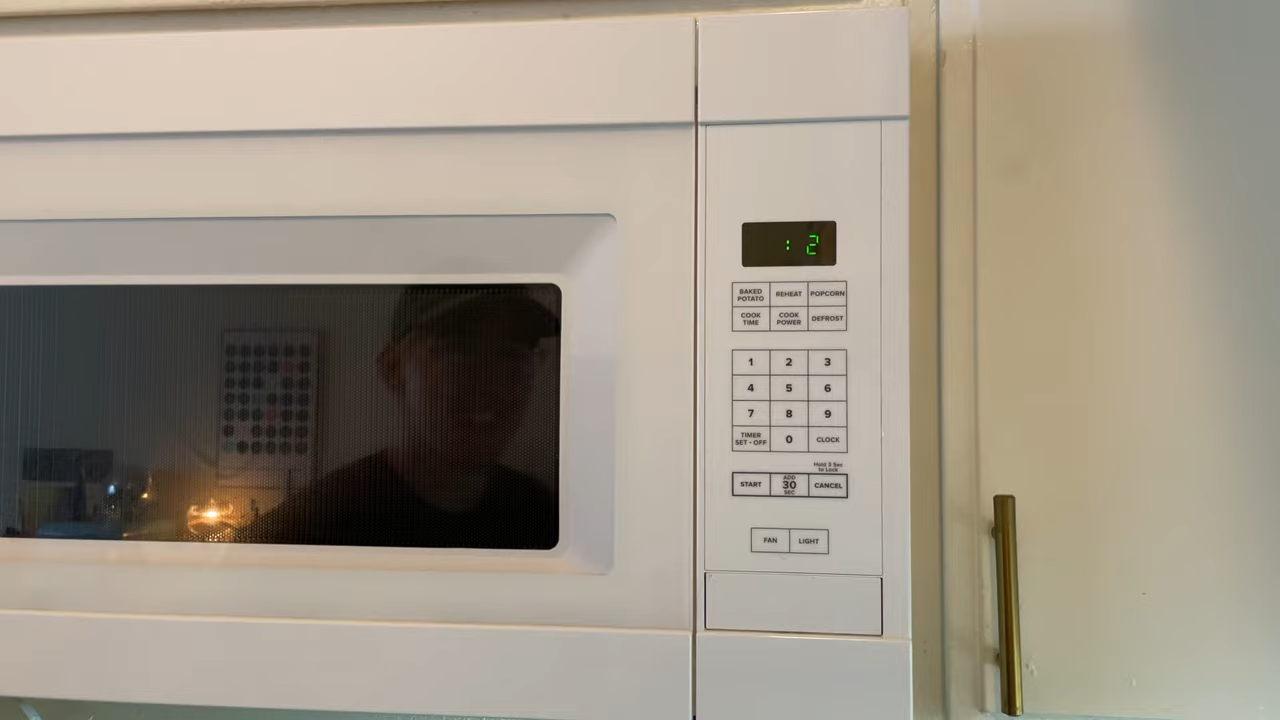 : 2
BAKED POTATO REHEAT POPCORN
COOK TIME COOK POWER DEFROST
1 2 3
4 5 6
7 8 9
TIMER SET • OFF 0 CLOCK
Hold 3 Sec to Lock
START ADD 30 SEC CANCEL
FAN LIGHT